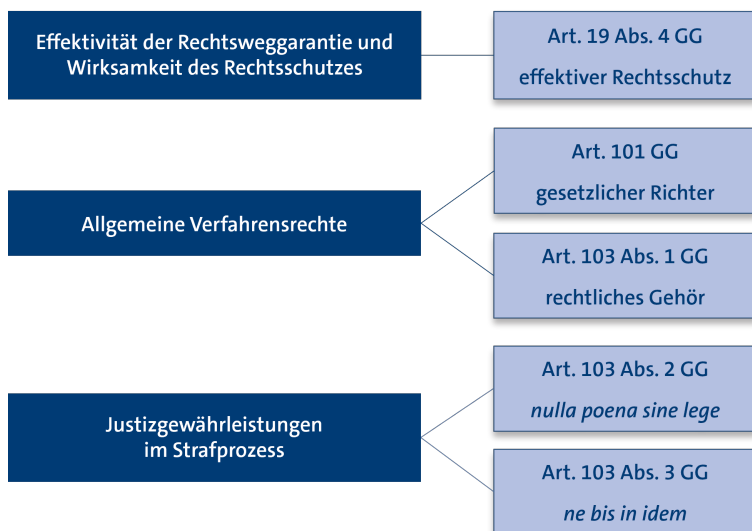 Effektivität der Rechtsweggarantie und
Wirksamkeit des Rechtsschutzes
Art. 19 Abs. 4 GG
effektiver Rechtsschutz
Allgemeine Verfahrensrechte
Art. 101 GG
gesetzlicher Richter
Art. 103 Abs. 1 GG
rechtliches Gehör
Justizgewährleistungen
im Strafprozess
Art. 103 Abs. 2 GG
nulla poena sine lege
Art. 103 Abs. 3 GG
ne bis in idem